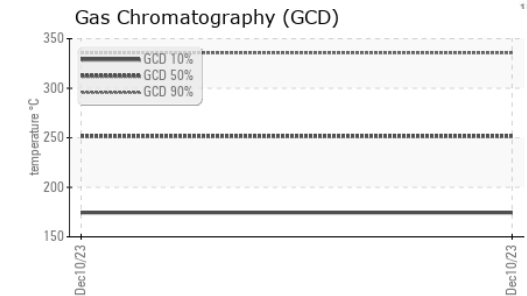 Gas Chromatography (GCD)
350
300
250
200
150
temperature °C
GCD 10%
GCD 50%
GCD 90%
Dec10/23
Dec10/23